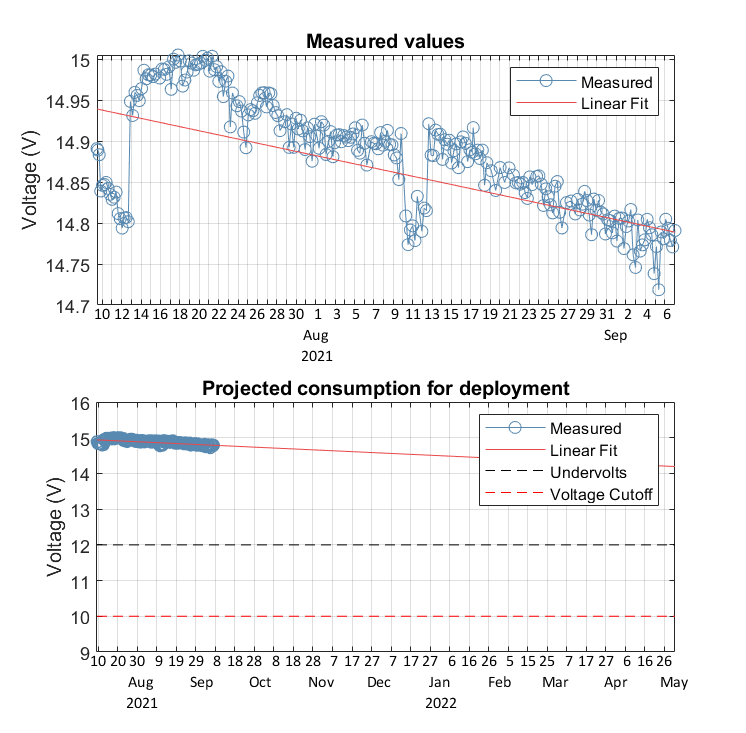 Measured values
15
14.95
14.9
14.85
14.8
14.75
14.7
Voltage (V)
Measured
Linear Fit
10 12 14 16 18 20 22 24 26 28 30 1 3 5 7 9 11 13 15 17 19 21 23 25 27 29 31 2 4 6
Aug Sep
2021
Projected consumption for deployment
16
15
14
13
12
11
10
9
Voltage (V)
Measured
Linear Fit
Undervolts
Voltage Cutoff
10 20 30 9 19 29 8 18 28 8 18 28 7 17 27 7 17 27 6 16 26 5 15 25 7 17 27 6 16 26
Aug Sep Oct Nov Dec Jan Feb Mar Apr May
2021 2022